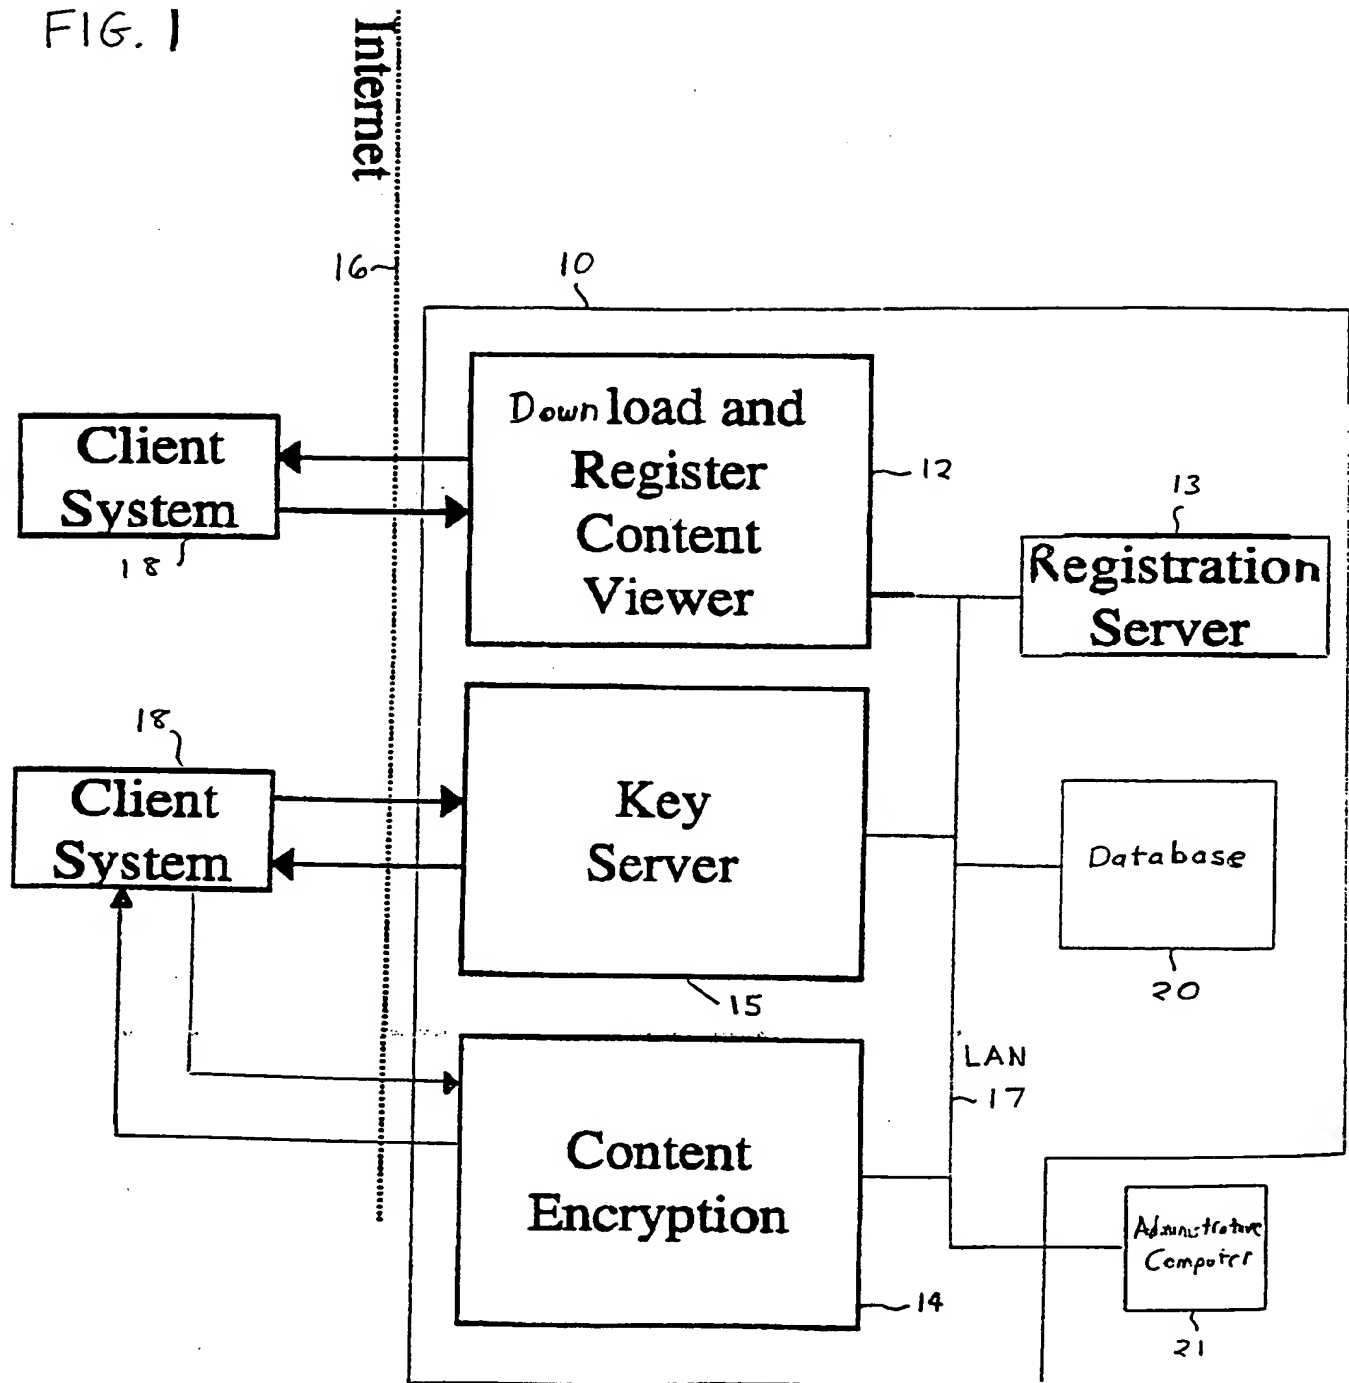 FIG. 1
Internet
16
10
Download and
Register
Content
Viewer
12
Client
System
18
13
Registration
Server
18
Client
System
Key
Server
15
Database
20
LAN
17
Content
Encryption
14
Administrative
Computer
21